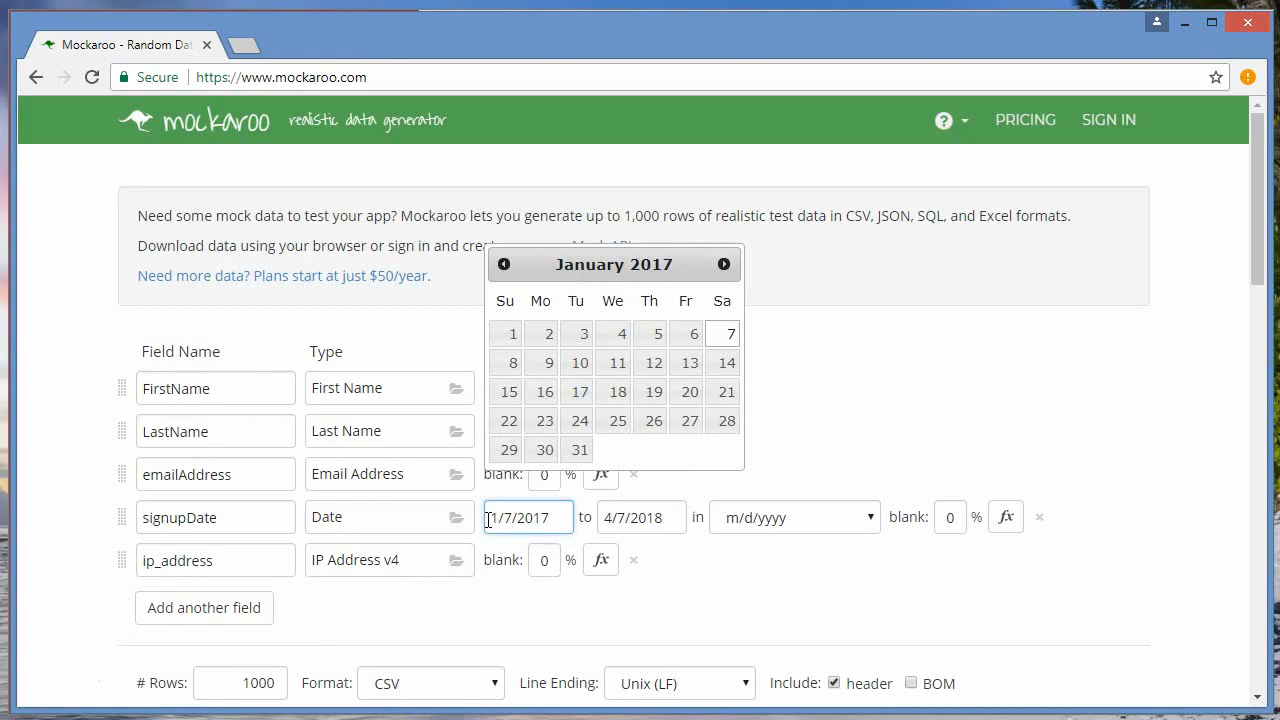 Mockaroo - Random Dat
Secure https://www.mockaroo.com
mockaroo realistic data generator ? PRICING SIGN IN
Need some mock data to test your app? Mockaroo lets you generate up to 1,000 rows of realistic test data in CSV, JSON, SQL, and Excel formats.
Download data using your browser or sign in and crea
Need more data? Plans start at just $50/year.
January 2017
Su Mo Tu We Th Fr Sa
1 2 3 4 5 6 7
8 9 10 11 12 13 14
15 16 17 18 19 20 21
22 23 24 25 26 27 28
29 30 31
Field Name Type
FirstName First Name
LastName Last Name
emailAddress Email Address blank: 0 % fx
signupDate Date 1/7/2017 to 4/7/2018 in m/d/yyyy blank: 0 % fx
ip_address IP Address v4 blank: 0 % fx
Add another field
# Rows: 1000 Format: CSV Line Ending: Unix (LF) Include: header BOM